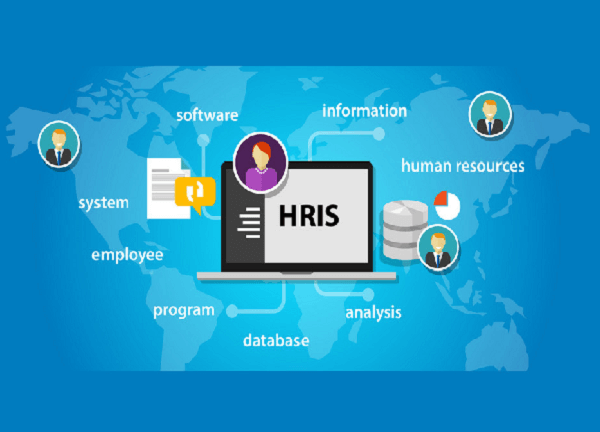 software
information
human resources
system
HRIS
employee
program
analysis
database